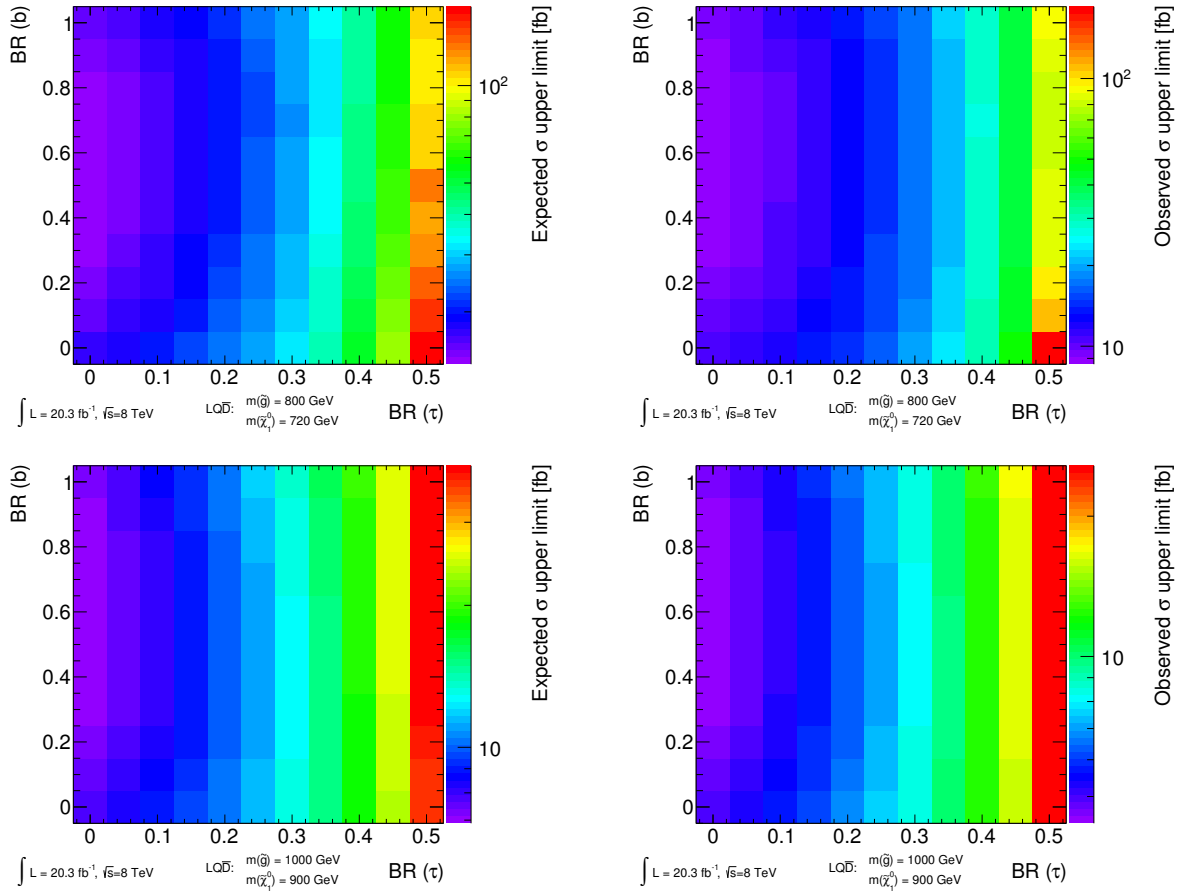 BR (b)
1
0.8
0.6
0.4
0.2
0
0 0.1 0.2 0.3 0.4 0.5
BR (τ)
10²
Expected σ upper limit [fb]
∫ L = 20.3 fb⁻¹, √s=8 TeV
LQD̅: m(g̃) = 800 GeV
m(χ̃₁⁰) = 720 GeV
BR (b)
1
0.8
0.6
0.4
0.2
0
0 0.1 0.2 0.3 0.4 0.5
BR (τ)
10²
10
Observed σ upper limit [fb]
∫ L = 20.3 fb⁻¹, √s=8 TeV
LQD̅: m(g̃) = 800 GeV
m(χ̃₁⁰) = 720 GeV
BR (b)
1
0.8
0.6
0.4
0.2
0
0 0.1 0.2 0.3 0.4 0.5
BR (τ)
10
Expected σ upper limit [fb]
∫ L = 20.3 fb⁻¹, √s=8 TeV
LQD̅: m(g̃) = 1000 GeV
m(χ̃₁⁰) = 900 GeV
BR (b)
1
0.8
0.6
0.4
0.2
0
0 0.1 0.2 0.3 0.4 0.5
BR (τ)
10
Observed σ upper limit [fb]
∫ L = 20.3 fb⁻¹, √s=8 TeV
LQD̅: m(g̃) = 1000 GeV
m(χ̃₁⁰) = 900 GeV